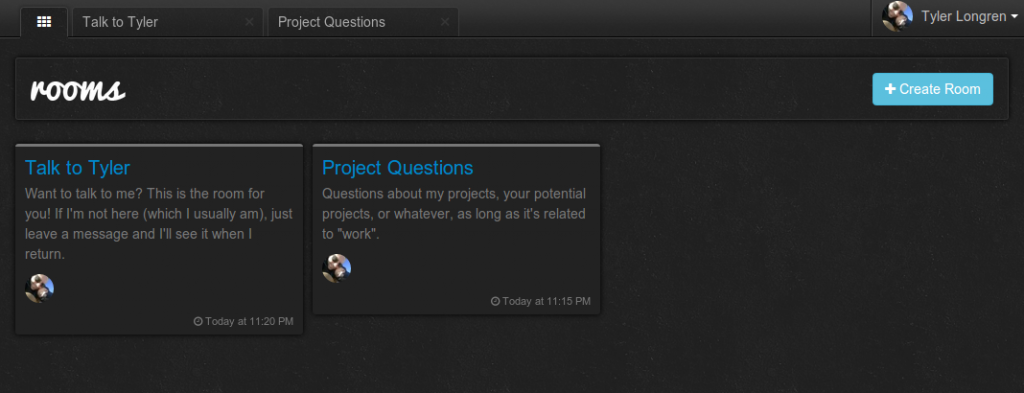 Talk to Tyler
Project Questions
Tyler Longren
rooms
Create Room
Talk to Tyler
Want to talk to me? This is the room for
you! If I'm not here (which I usually am), just
leave a message and I'll see it when I
return.
Today at 11:20 PM
Project Questions
Questions about my projects, your potential
projects, or whatever, as long as it's related
to "work".
Today at 11:15 PM